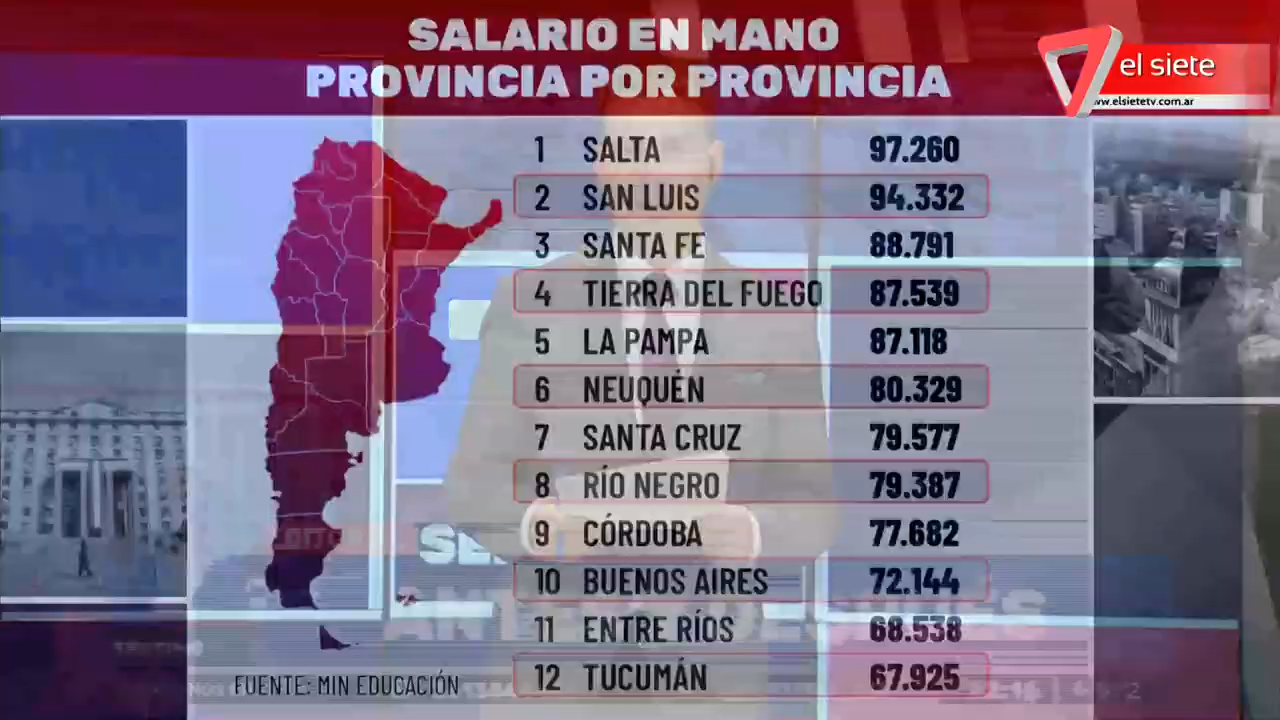 SALARIO EN MANO
PROVINCIA POR PROVINCIA
el siete
www.elsietetv.com.ar
1 SALTA 97.260
2 SAN LUIS 94.332
3 SANTA FE 88.791
4 TIERRA DEL FUEGO 87.539
5 LA PAMPA 87.118
6 NEUQUÉN 80.329
7 SANTA CRUZ 79.577
8 RÍO NEGRO 79.387
9 CÓRDOBA 77.682
10 BUENOS AIRES 72.144
11 ENTRE RÍOS 68.538
12 TUCUMÁN 67.925
FUENTE: MIN EDUCACIÓN